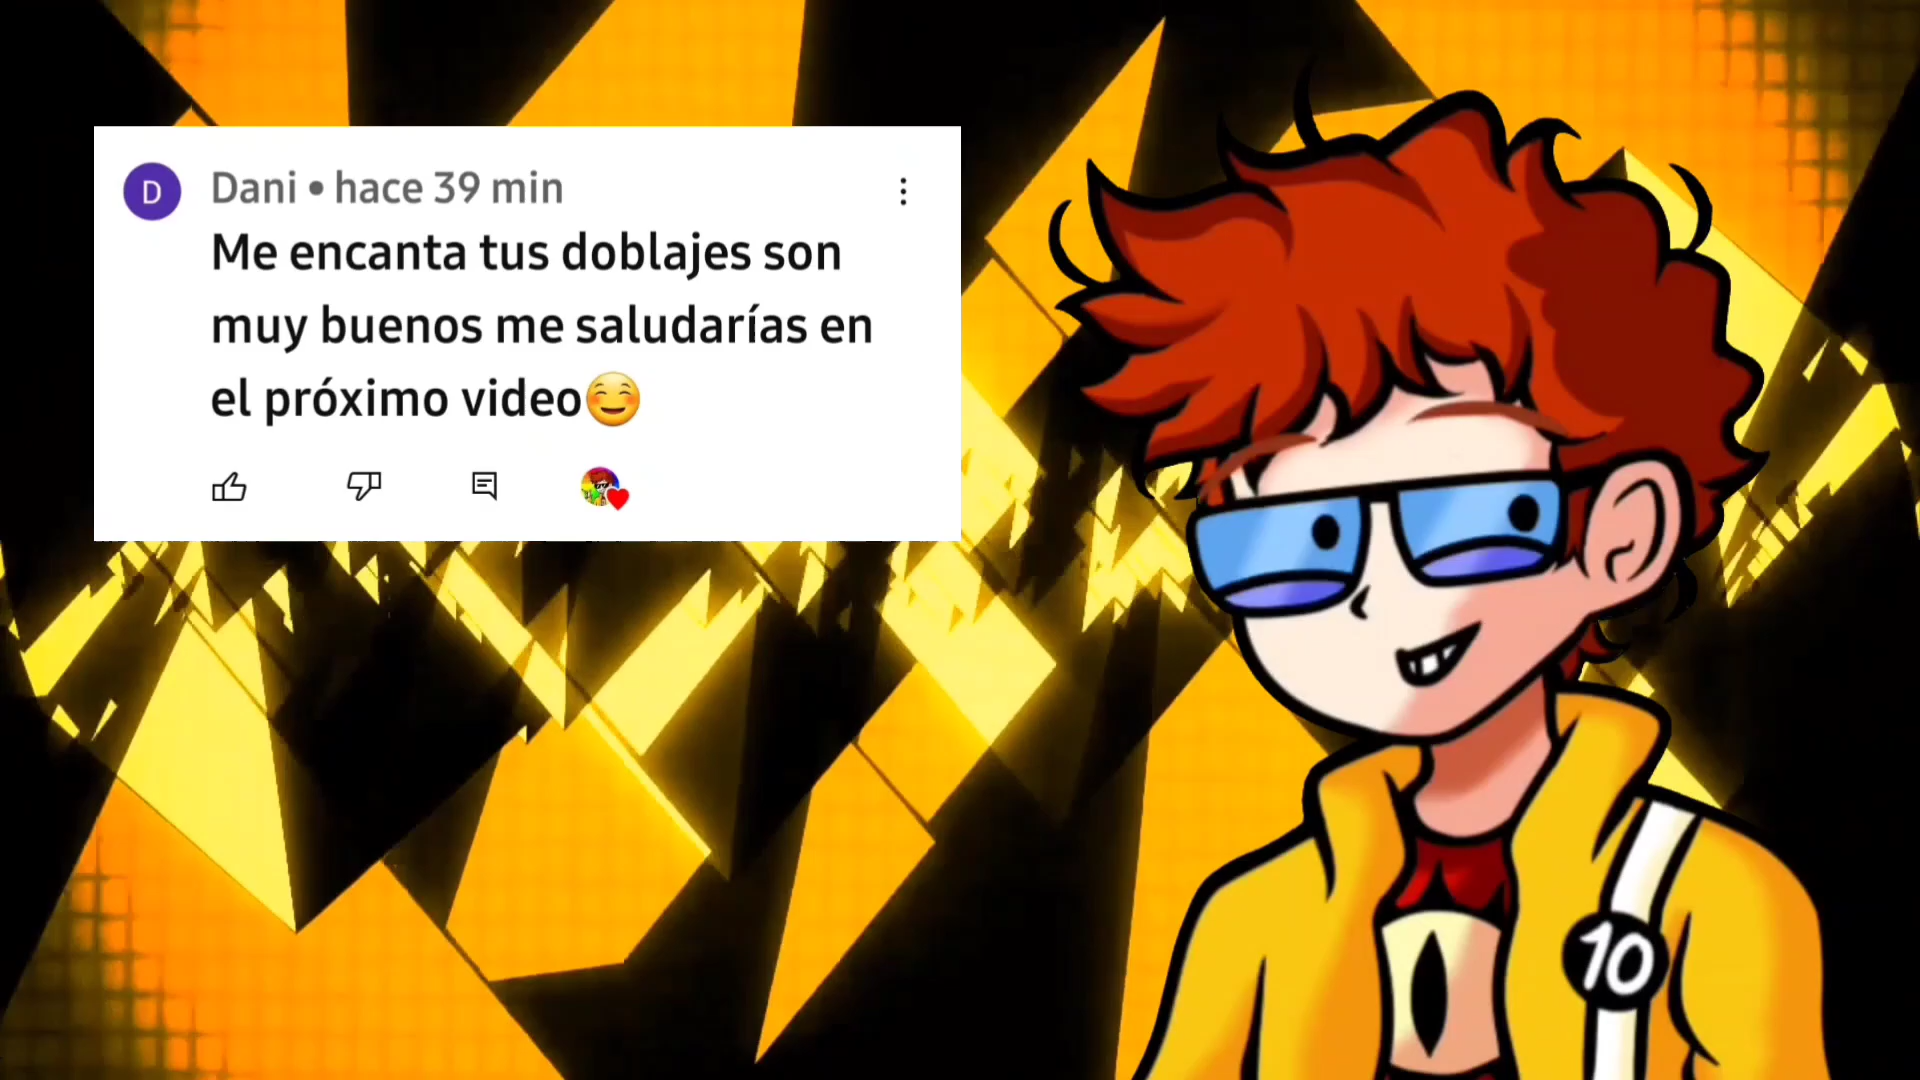 D
Dani • hace 39 min
Me encanta tus doblajes son
muy buenos me saludarías en
el próximo video😊
10